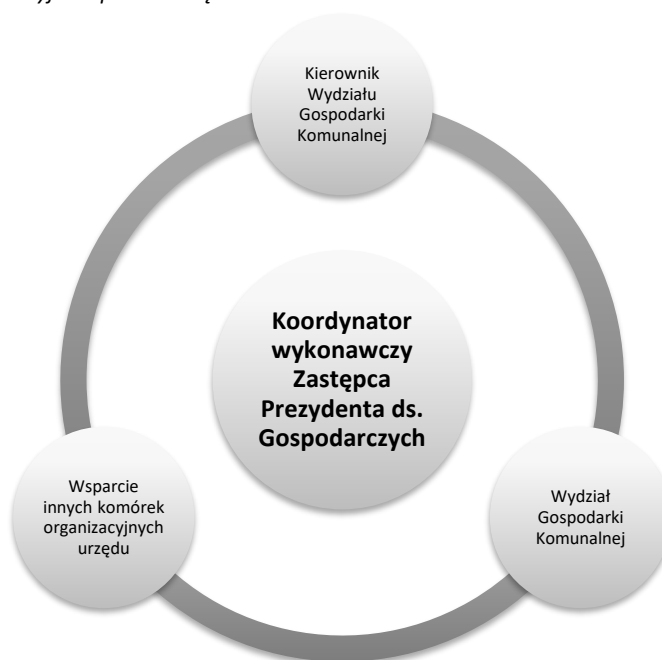 Kierownik
Wydziału
Gospodarki
Komunalnej
Koordynator
wykonawczy
Zastępca
Prezydenta ds.
Gospodarczych
Wsparcie
innych komórek
organizacyjnych
urzędu
Wydział
Gospodarki
Komunalnej